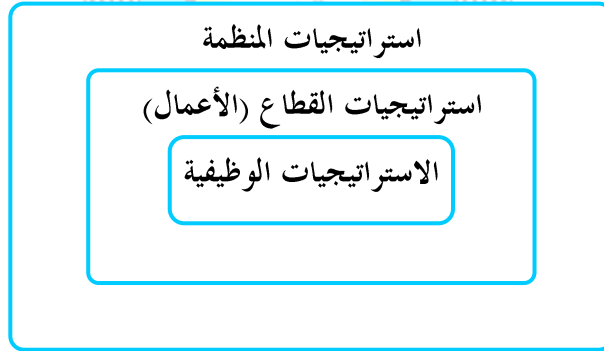 استراتيجيات المنظمة
استراتيجيات القطاع (الأعمال)
الاستراتيجيات الوظيفية